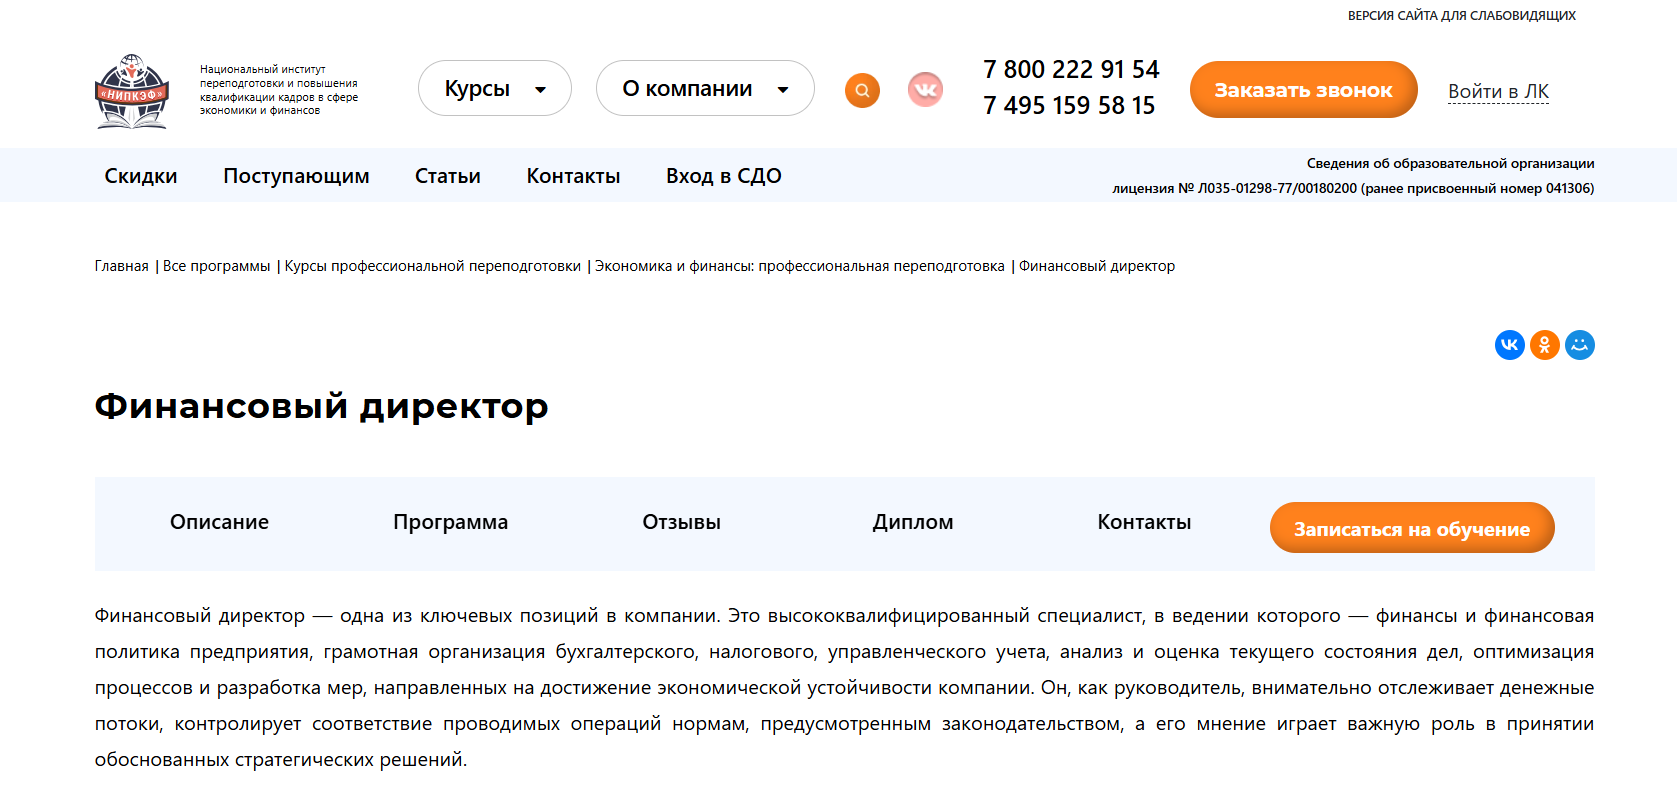 ВЕРСИЯ САЙТА ДЛЯ СЛАБОВИДЯЩИХ
«НИПКЭФ»
Национальный институт
переподготовки и повышения
квалификации кадров в сфере
экономики и финансов
Курсы
О компании
7 800 222 91 54
7 495 159 58 15
Заказать звонок
Войти в ЛК
Скидки Поступающим Статьи Контакты Вход в СДО
Сведения об образовательной организации
лицензия № Л035-01298-77/00180200 (ранее присвоенный номер 041306)
Главная | Все программы | Курсы профессиональной переподготовки | Экономика и финансы: профессиональная переподготовка | Финансовый директор
Финансовый директор
Описание Программа Отзывы Диплом Контакты Записаться на обучение
Финансовый директор — одна из ключевых позиций в компании. Это высококвалифицированный специалист, в ведении которого — финансы и финансовая
политика предприятия, грамотная организация бухгалтерского, налогового, управленческого учета, анализ и оценка текущего состояния дел, оптимизация
процессов и разработка мер, направленных на достижение экономической устойчивости компании. Он, как руководитель, внимательно отслеживает денежные
потоки, контролирует соответствие проводимых операций нормам, предусмотренным законодательством, а его мнение играет важную роль в принятии
обоснованных стратегических решений.